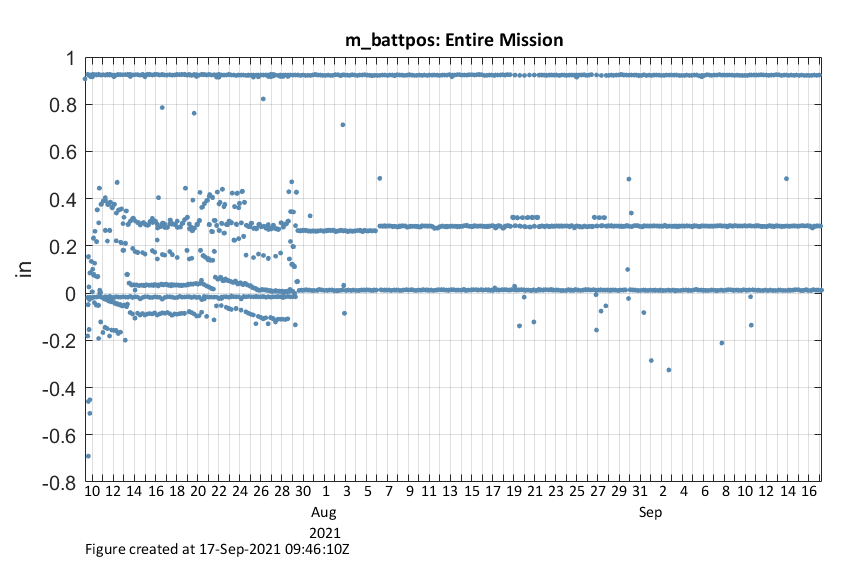 m_battpos: Entire Mission
1
0.8
0.6
0.4
0.2
0
-0.2
-0.4
-0.6
-0.8
in
10 12 14 16 18 20 22 24 26 28 30 1 3 5 7 9 11 13 15 17 19 21 23 25 27 29 31 2 4 6 8 10 12 14 16
Aug Sep
2021
Figure created at 17-Sep-2021 09:46:10Z